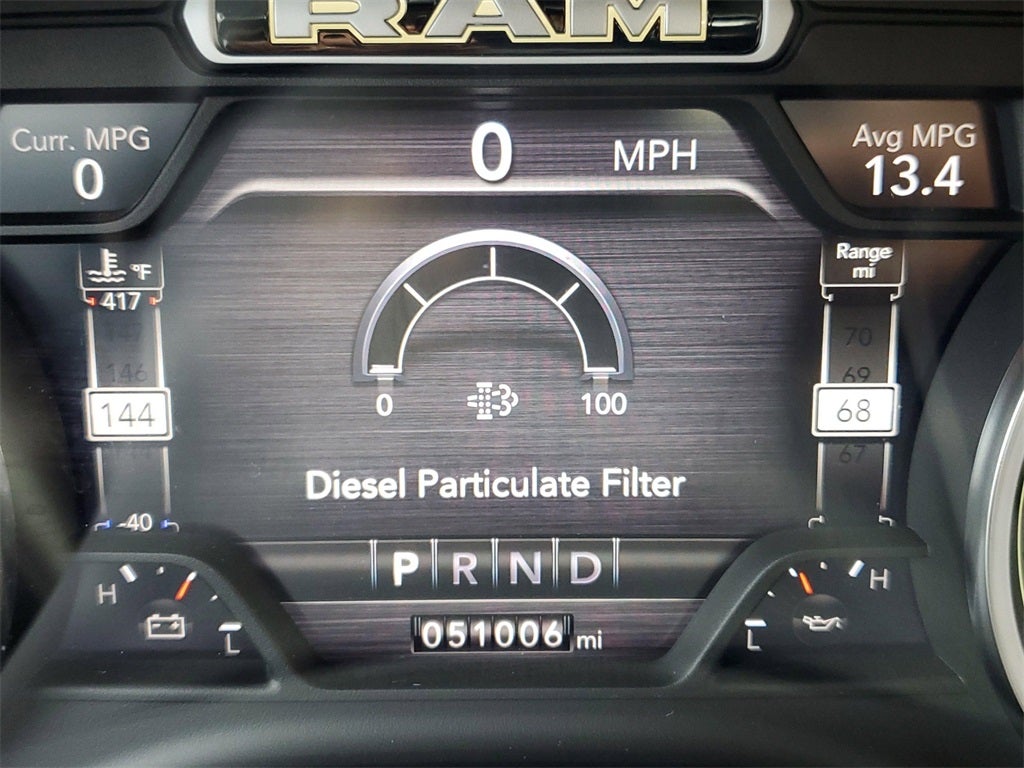 RAM
Curr. MPG
0
0 MPH
Avg MPG
13.4
°F
417
147
146
144
-40
0 100
Diesel Particulate Filter
Range
mi
70
69
68
67
P R N D
H
L
051006 mi
H
L